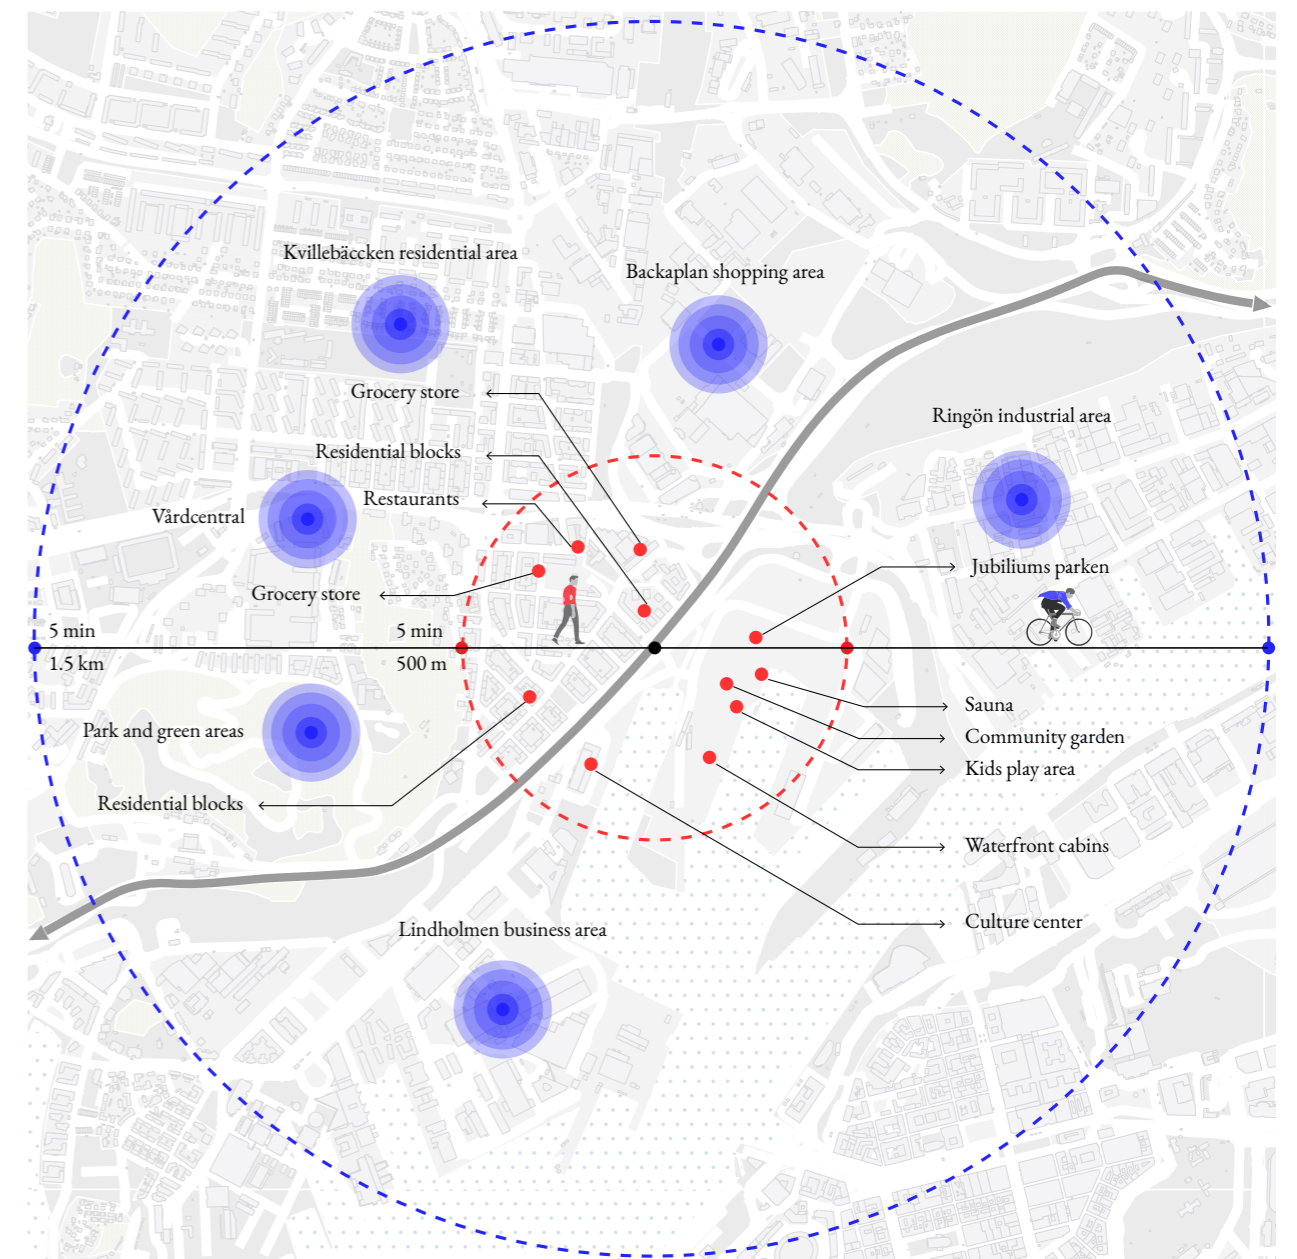 Kvillebäccken residential area
Backaplan shopping area
Grocery store
Ringön industrial area
Residential blocks
Restaurants
Vårdcentral
Jubiliums parken
Grocery store
5 min
5 min
1.5 km
500 m
Sauna
Park and green areas
Community garden
Kids play area
Residential blocks
Waterfront cabins
Culture center
Lindholmen business area